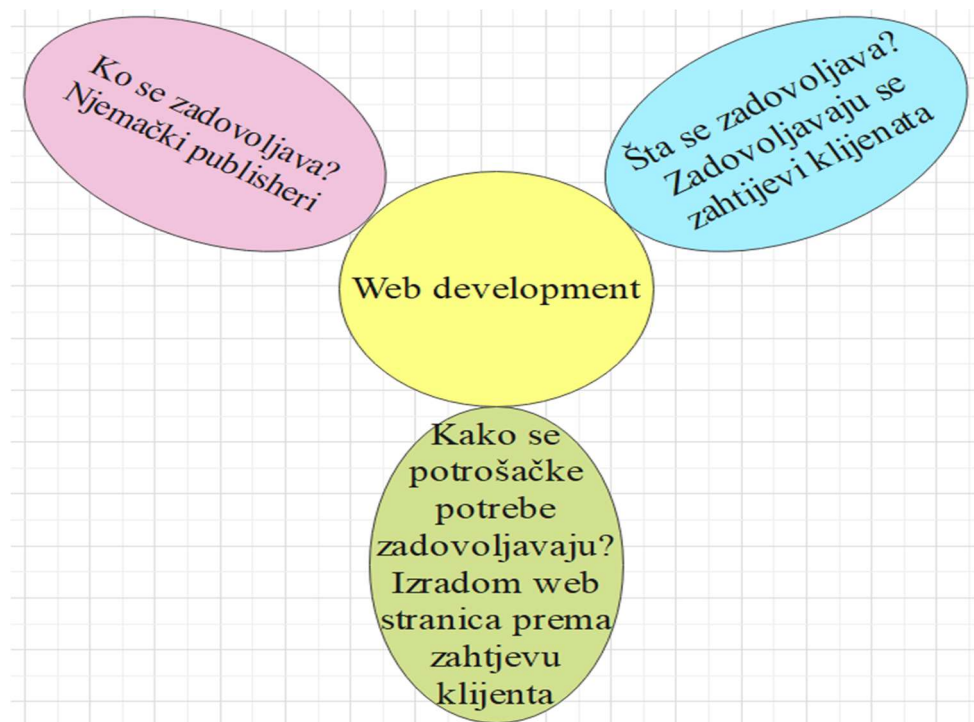 Ko se zadovoljava?
Njemački publisheri
Šta se zadovoljava?
Zadovoljavaju se
zahtijevi klijenata
Web development
Kako se
potrošačke
potrebe
zadovoljavaju?
Izradom web
stranica prema
zahtjevu
klijenta